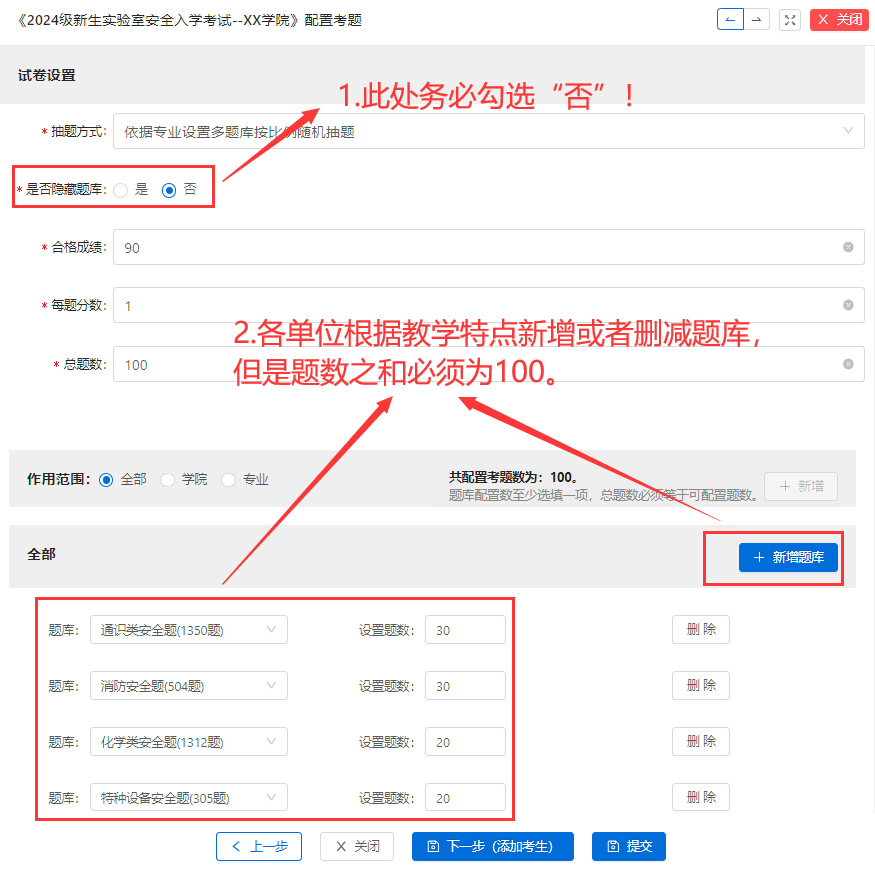 《2024级新生实验室安全入学考试--XX学院》配置考题
关闭
试卷设置
1.此处务必勾选“否”！
* 抽题方式: 依据专业设置多题库按比例随机抽题
* 是否隐藏题库: 是 否
* 合格成绩: 90
* 每题分数: 1
2.各单位根据教学特点新增或者删减题库，
但是题数之和必须为100。
* 总题数: 100
作用范围: 全部 学院 专业
共配置考题数为：100。
题库配置数至少选填一项，总题数必须等于可配置题数。
+ 新增
全部
+ 新增题库
题库: 通识类安全题(1350题) 设置题数: 30 删 除
题库: 消防安全题(504题) 设置题数: 30 删 除
题库: 化学类安全题(1312题) 设置题数: 20 删 除
题库: 特种设备安全题(305题) 设置题数: 20 删 除
上一步 关闭 下一步（添加考生） 提交